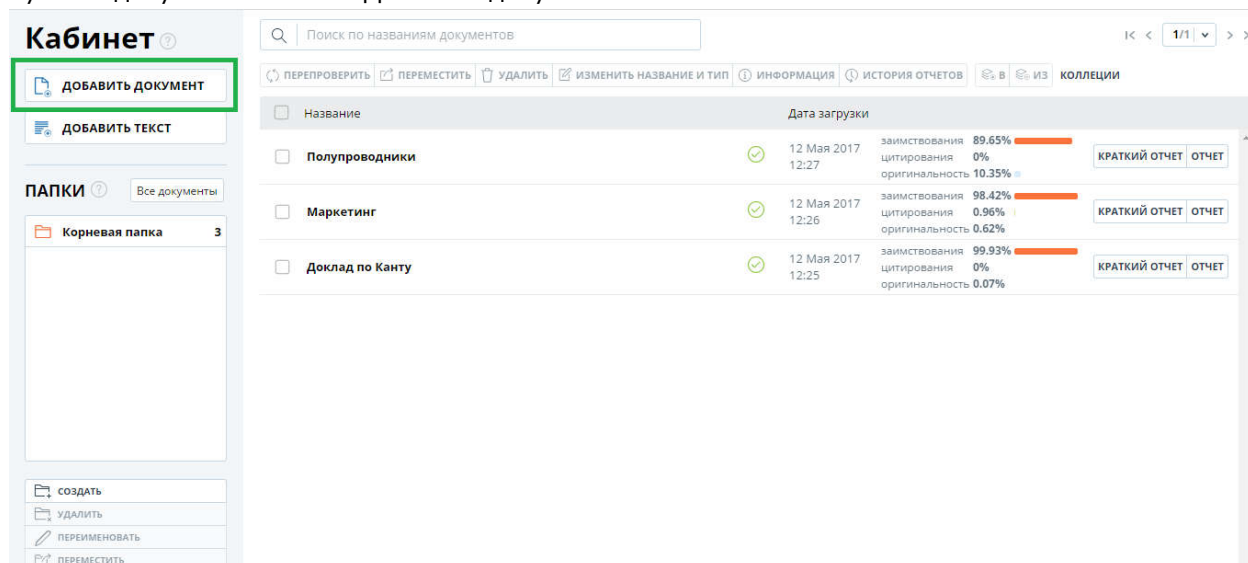 Кабинет
Поиск по названиям документов
1/1
ДОБАВИТЬ ДОКУМЕНТ
ДОБАВИТЬ ТЕКСТ
ПЕРЕПРОВЕРИТЬ ПЕРЕМЕСТИТЬ УДАЛИТЬ ИЗМЕНИТЬ НАЗВАНИЕ И ТИП ИНФОРМАЦИЯ ИСТОРИЯ ОТЧЕТОВ В ИЗ КОЛЛЕКЦИИ
Название Дата загрузки
Полупроводники 12 Мая 2017 12:27
заимствования 89.65%
цитирования 0%
оригинальность 10.35%
КРАТКИЙ ОТЧЕТ ОТЧЕТ
Маркетинг 12 Мая 2017 12:26
заимствования 98.42%
цитирования 0.96%
оригинальность 0.62%
КРАТКИЙ ОТЧЕТ ОТЧЕТ
Доклад по Канту 12 Мая 2017 12:25
заимствования 99.93%
цитирования 0%
оригинальность 0.07%
КРАТКИЙ ОТЧЕТ ОТЧЕТ
ПАПКИ Все документы
Корневая папка 3
СОЗДАТЬ
УДАЛИТЬ
ПЕРЕИМЕНОВАТЬ
ПЕРЕМЕСТИТЬ